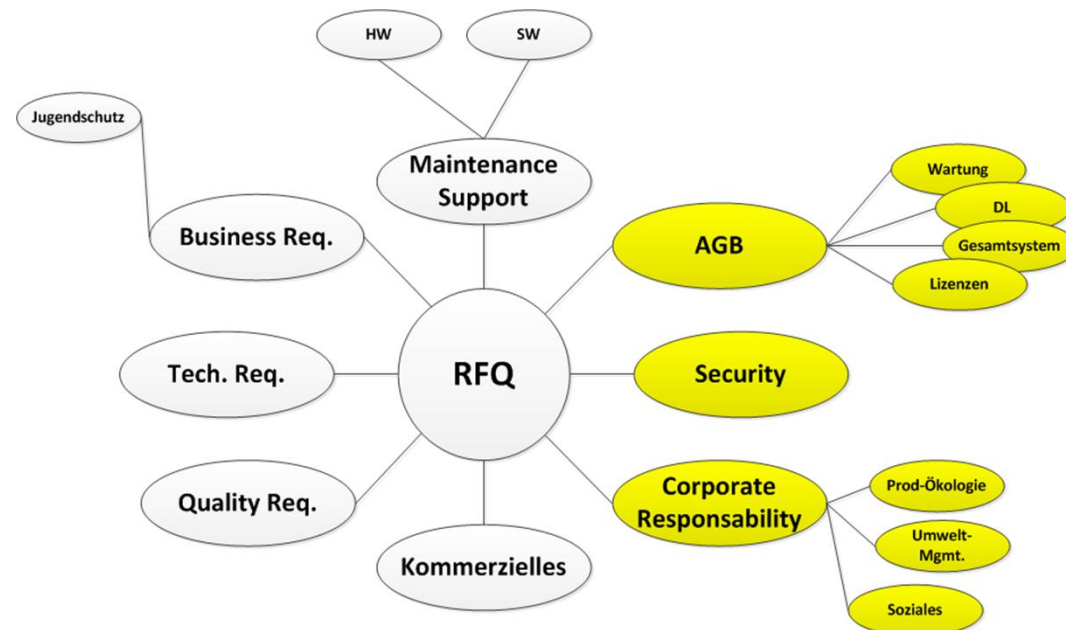 HW
SW
Jugendschutz
Maintenance
Support
Wartung
DL
Business Req.
AGB
Gesamtsystem
Lizenzen
Tech. Req.
RFQ
Security
Quality Req.
Corporate
Responsability
Prod-Ökologie
Umwelt-
Mgmt.
Kommerzielles
Soziales